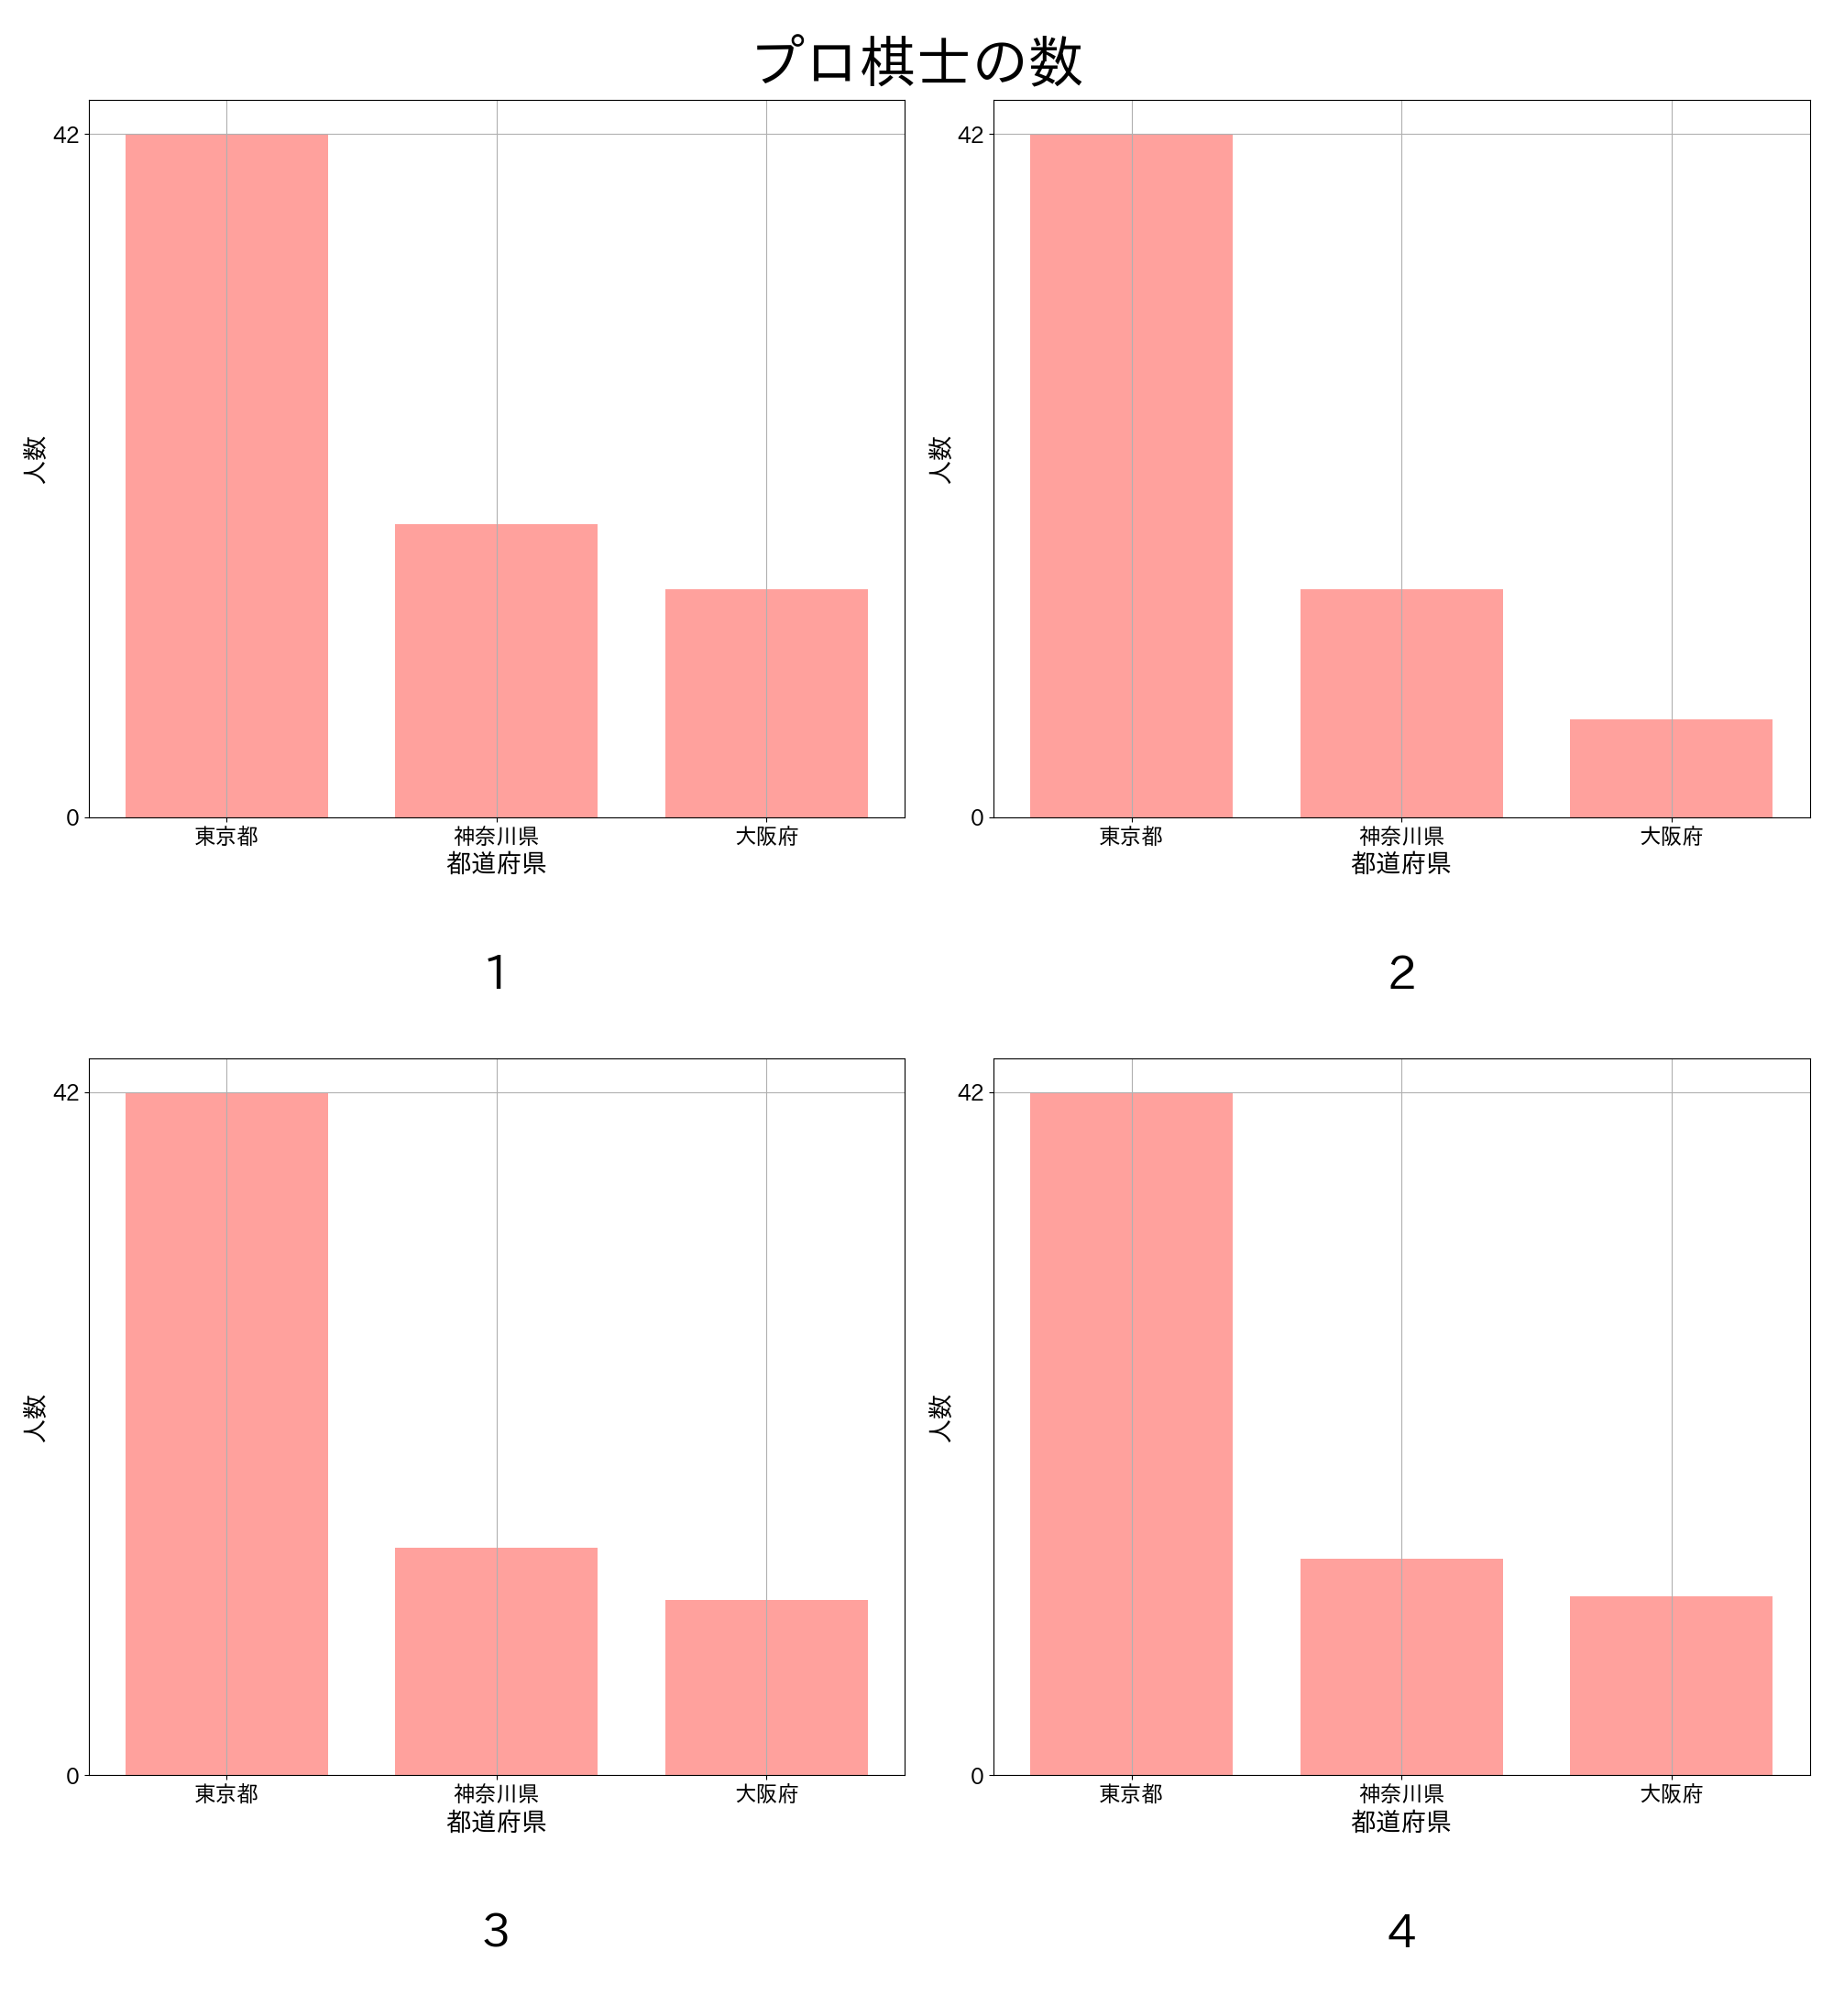 プロ棋士の数
42
人数
0
東京都 神奈川県 大阪府
都道府県
1
42
人数
0
東京都 神奈川県 大阪府
都道府県
2
42
人数
0
東京都 神奈川県 大阪府
都道府県
3
42
人数
0
東京都 神奈川県 大阪府
都道府県
4